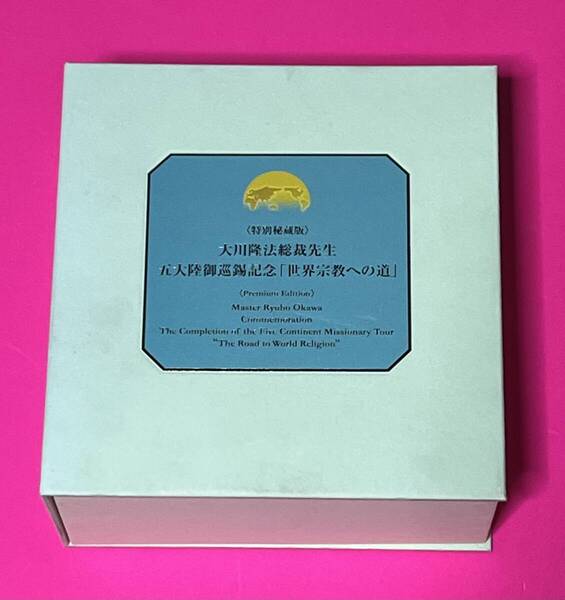 〈特別秘蔵版〉
大川隆法総裁先生
五大陸御巡錫記念「世界宗教への道」
〈Premium Edition〉
Master Ryuho Okawa
Commemoration
The Completion of the Five Continent Missionary Tour
"The Road to World Religion"